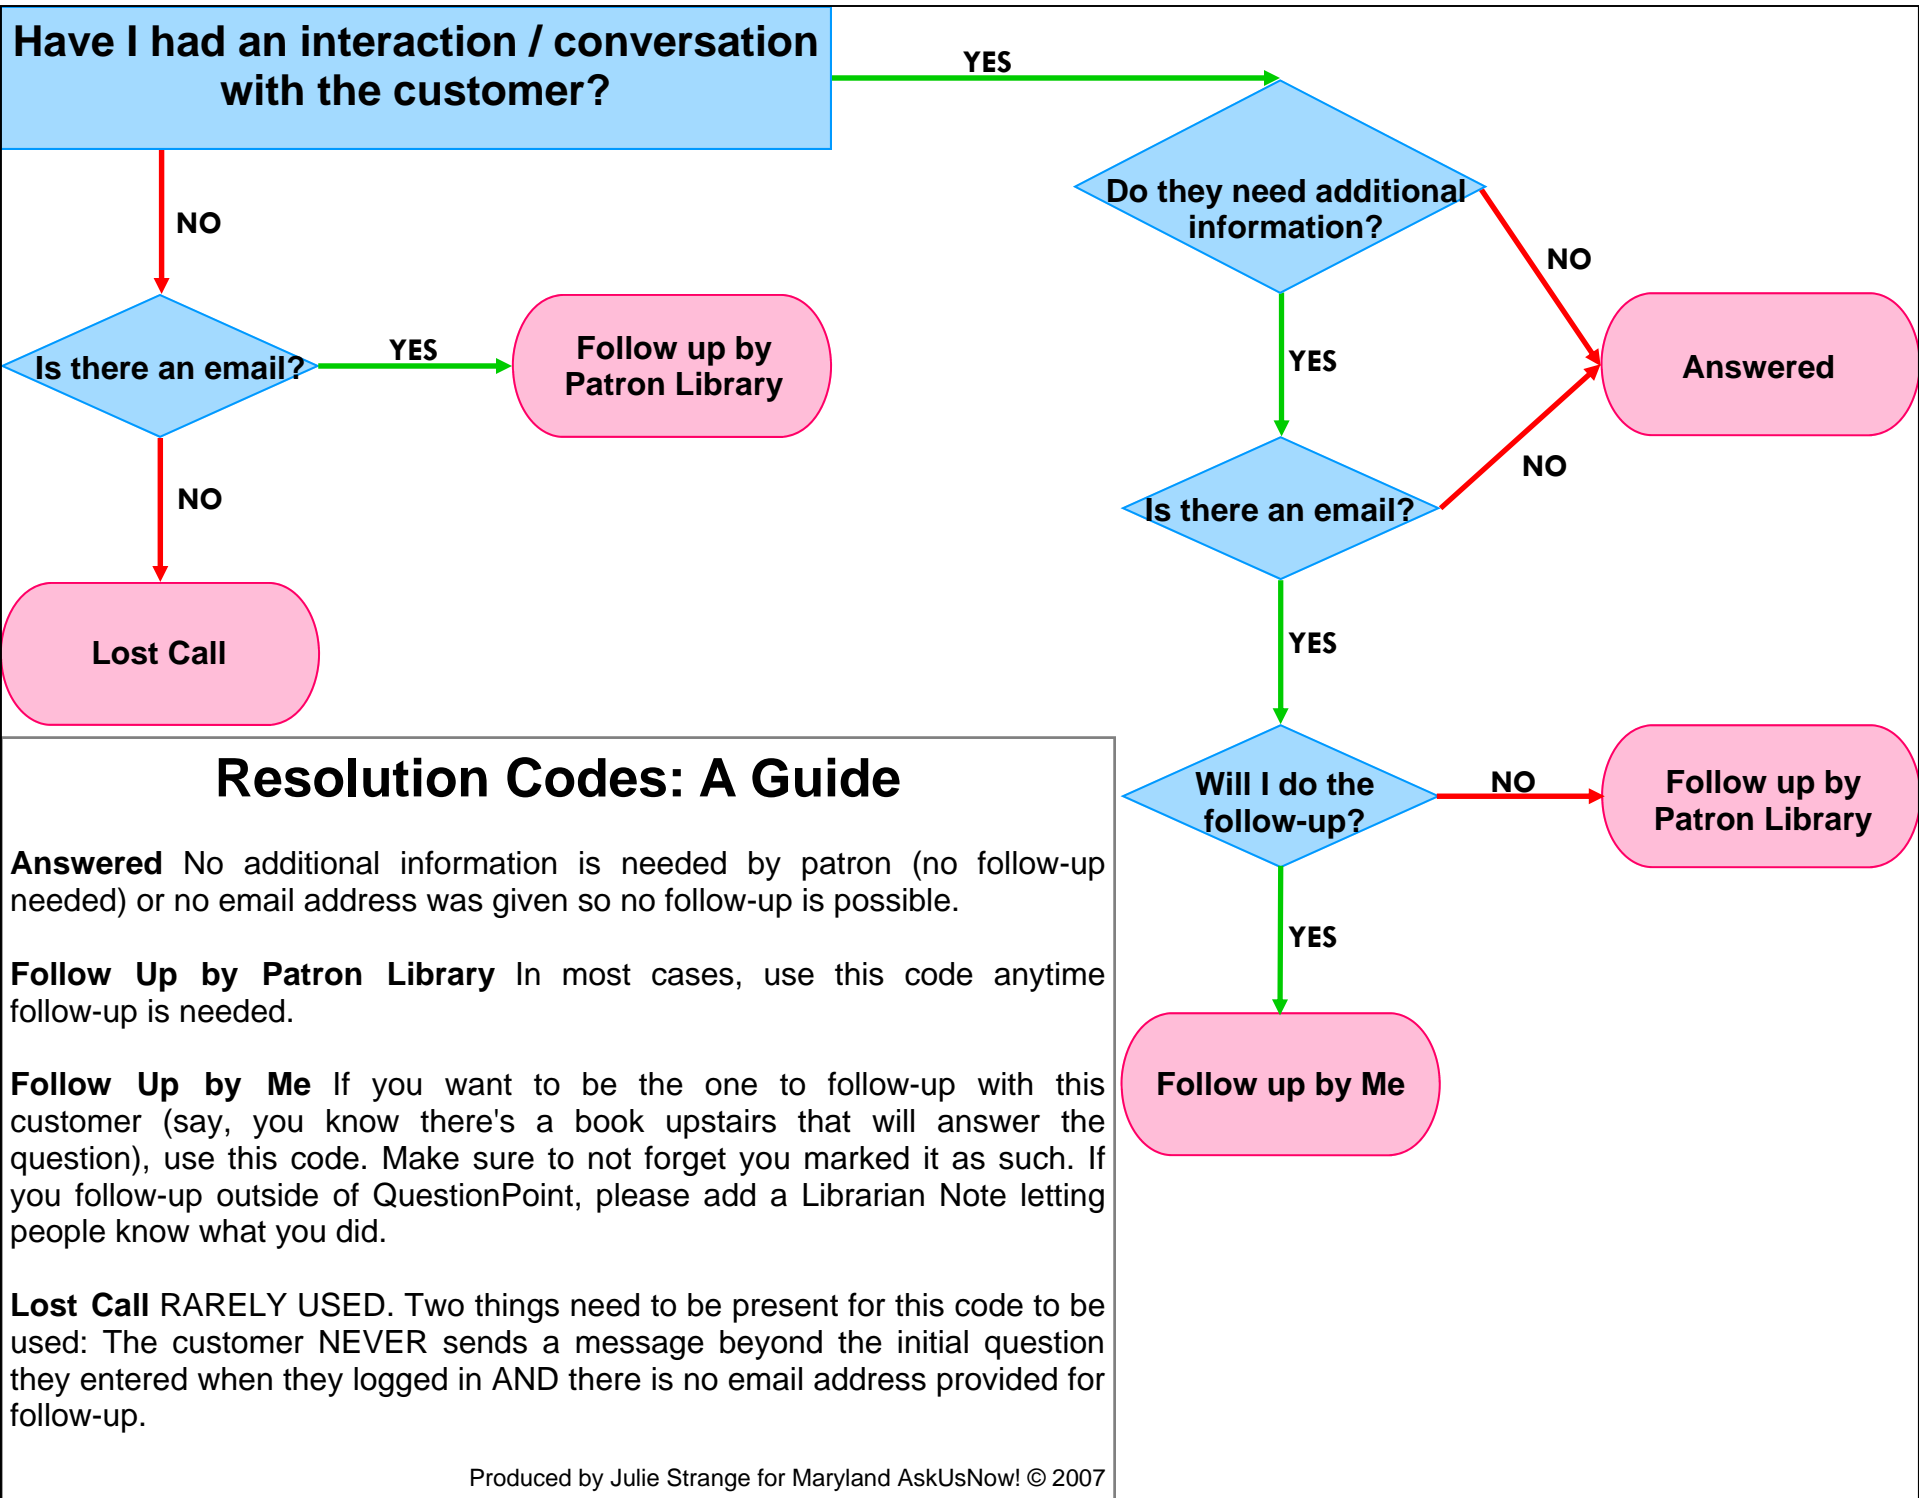 Have I had an interaction / conversation
with the customer?
YES
NO
Is there an email?
YES
Follow up by
Patron Library
NO
Lost Call
Do they need additional
information?
NO
Answered
YES
Is there an email?
NO
YES
Will I do the
follow-up?
NO
Follow up by
Patron Library
YES
Follow up by Me
Resolution Codes: A Guide
Answered No additional information is needed by patron (no follow-up
needed) or no email address was given so no follow-up is possible.
Follow Up by Patron Library In most cases, use this code anytime
follow-up is needed.
Follow Up by Me If you want to be the one to follow-up with this
customer (say, you know there's a book upstairs that will answer the
question), use this code. Make sure to not forget you marked it as such. If
you follow-up outside of QuestionPoint, please add a Librarian Note letting
people know what you did.
Lost Call RARELY USED. Two things need to be present for this code to be
used: The customer NEVER sends a message beyond the initial question
they entered when they logged in AND there is no email address provided for
follow-up.
Produced by Julie Strange for Maryland AskUsNow! © 2007